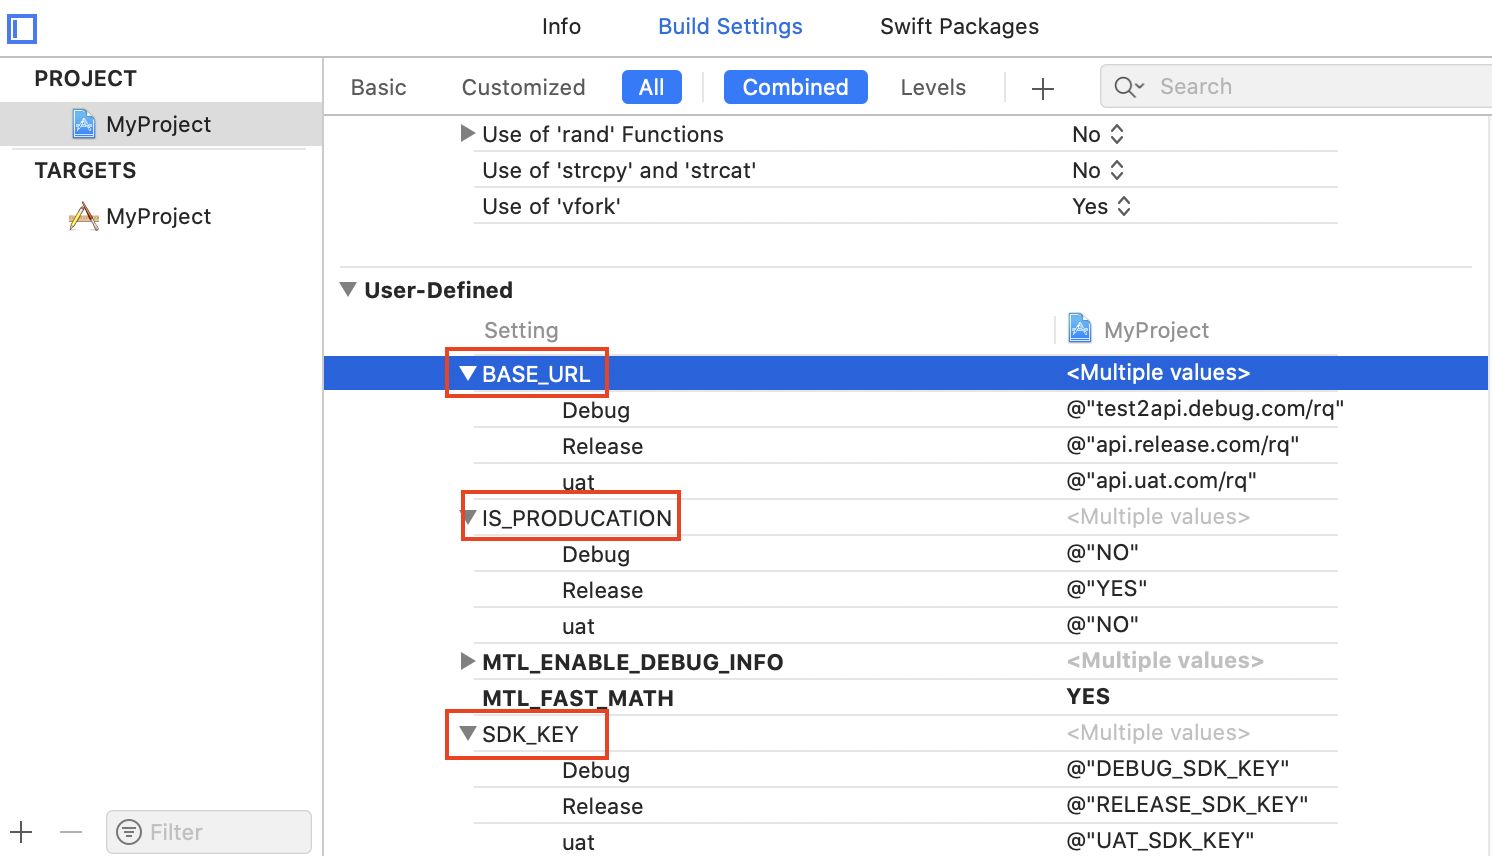 Info Build Settings Swift Packages
PROJECT
MyProject
TARGETS
MyProject
Filter
Basic Customized All Combined Levels Search
Use of 'rand' Functions No
Use of 'strcpy' and 'strcat' No
Use of 'vfork' Yes
User-Defined
Setting MyProject
BASE_URL <Multiple values>
Debug @"test2api.debug.com/rq"
Release @"api.release.com/rq"
uat @"api.uat.com/rq"
IS_PRODUCATION <Multiple values>
Debug @"NO"
Release @"YES"
uat @"NO"
MTL_ENABLE_DEBUG_INFO <Multiple values>
MTL_FAST_MATH YES
SDK_KEY <Multiple values>
Debug @"DEBUG_SDK_KEY"
Release @"RELEASE_SDK_KEY"
uat @"UAT_SDK_KEY"